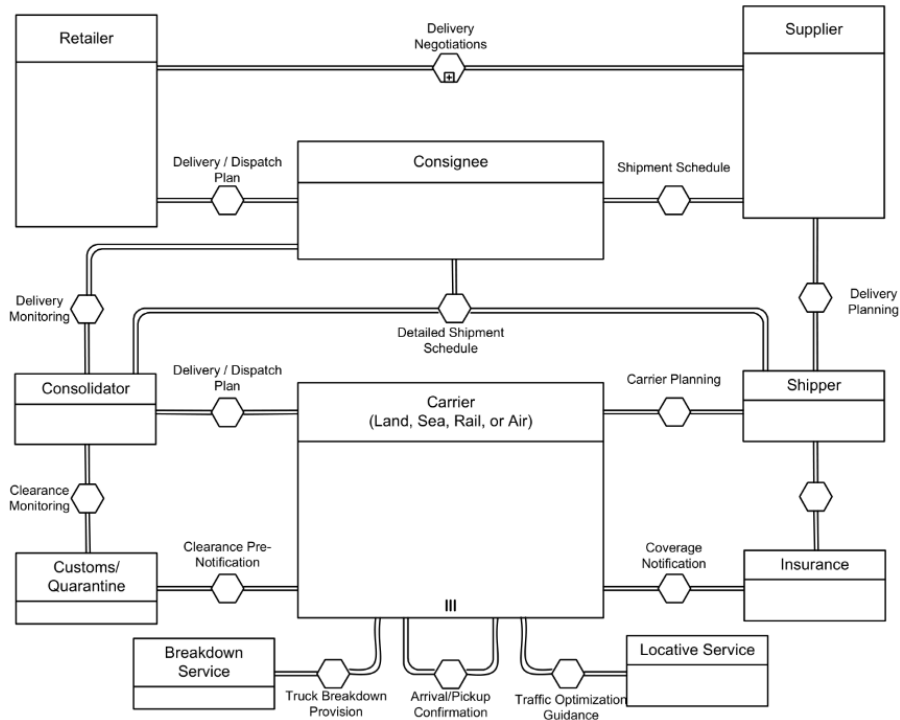 Retailer
Delivery
Negotiations
Supplier
Delivery / Dispatch
Plan
Consignee
Shipment Schedule
Delivery
Monitoring
Detailed Shipment
Schedule
Delivery
Planning
Consolidator
Delivery / Dispatch
Plan
Carrier
(Land, Sea, Rail, or Air)
Carrier Planning
Shipper
Clearance
Monitoring
Customs/
Quarantine
Clearance Pre-
Notification
Coverage
Notification
Insurance
Breakdown
Service
Truck Breakdown
Provision
Arrival/Pickup
Confirmation
Traffic Optimization
Guidance
Locative Service